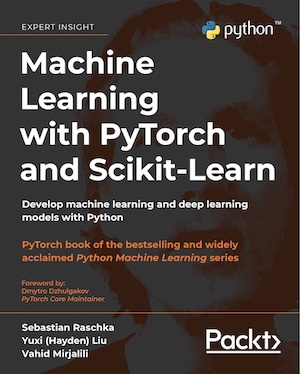 EXPERT INSIGHT
python™
Machine
Learning
with PyTorch
and Scikit-Learn
Develop machine learning and deep learning
models with Python
PyTorch book of the bestselling and widely
acclaimed Python Machine Learning series
Foreword by:
Dmytro Dzhulgakov
PyTorch Core Maintainer
Sebastian Raschka
Yuxi (Hayden) Liu
Vahid Mirjalili
Packt>